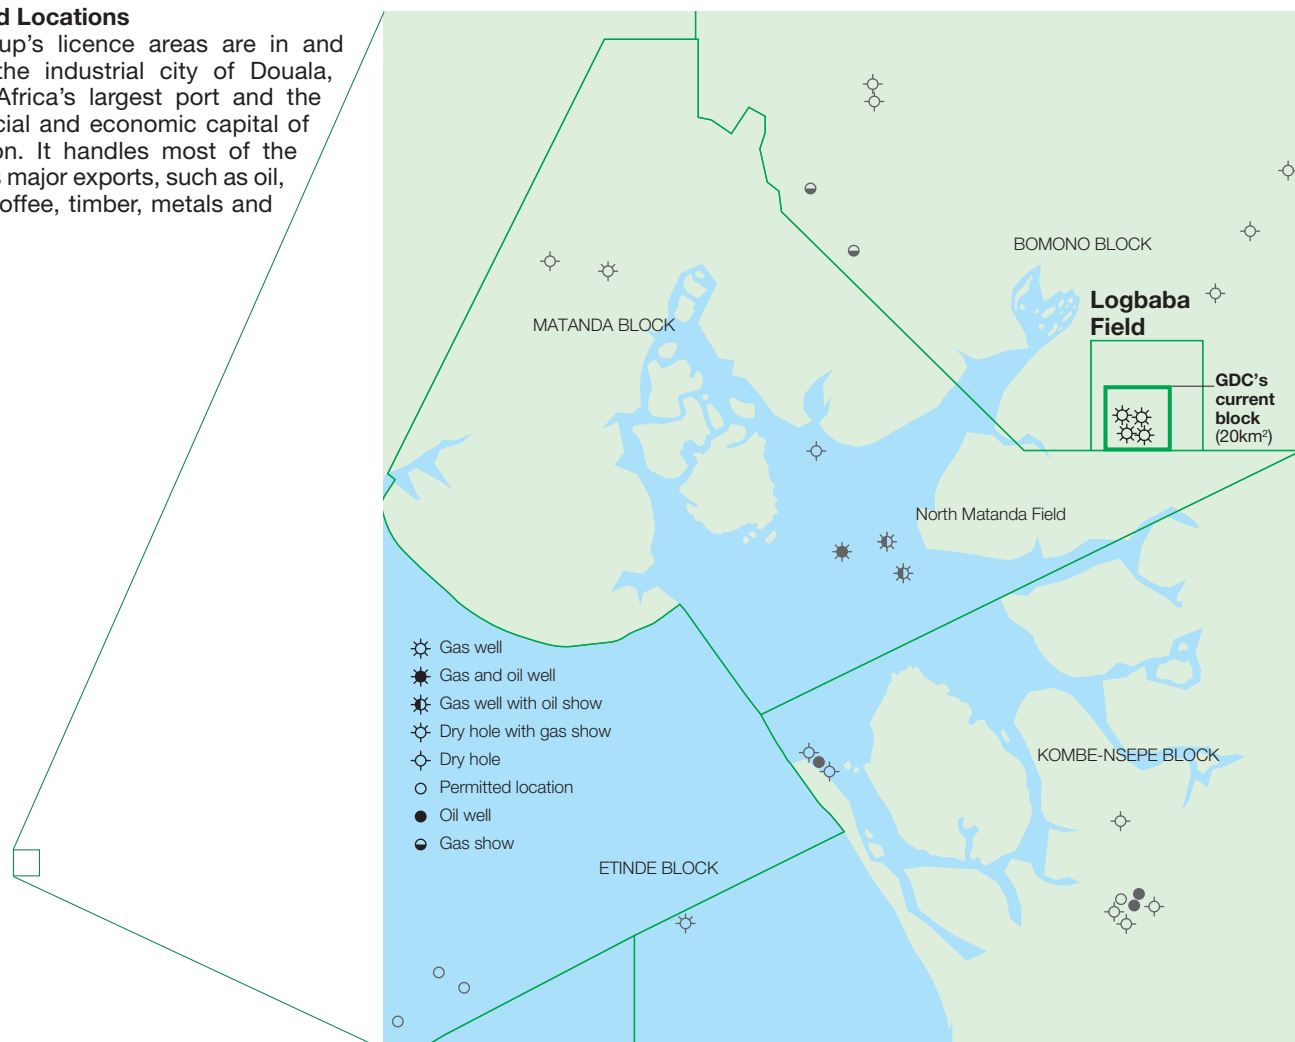 d Locations
up's licence areas are in and
the industrial city of Douala,
Africa's largest port and the
cial and economic capital of
on. It handles most of the
s major exports, such as oil,
offee, timber, metals and
BOMONO BLOCK
Logbaba
Field
MATANDA BLOCK
GDC's
current
block
(20km²)
North Matanda Field
Gas well
Gas and oil well
Gas well with oil show
Dry hole with gas show
Dry hole
Permitted location
Oil well
Gas show
KOMBE-NSEPE BLOCK
ETINDE BLOCK